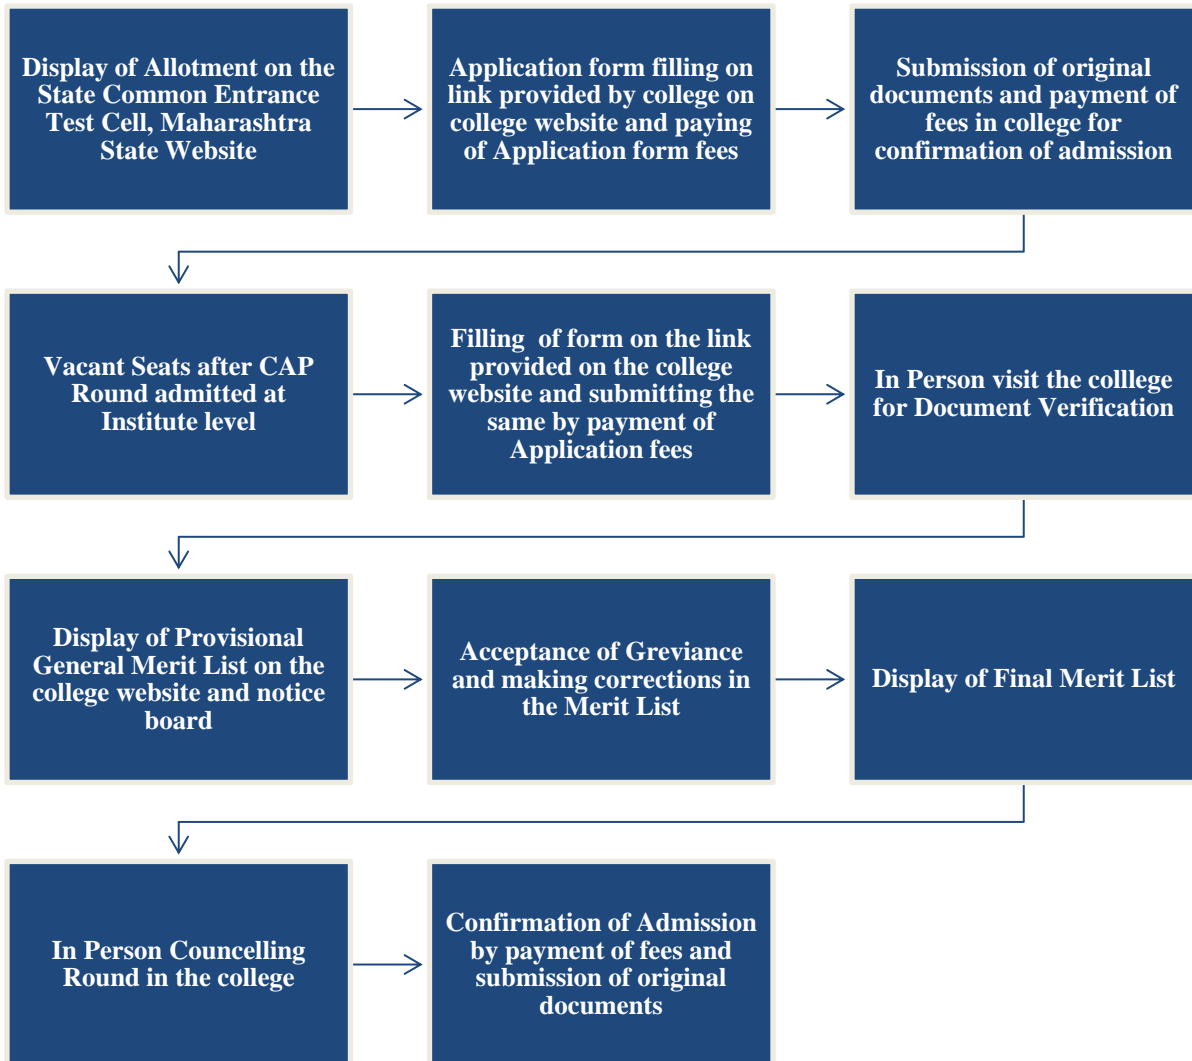 Display of Allotment on the
State Common Entrance
Test Cell, Maharashtra
State Website
Application form filling on
link provided by college on
college website and paying
of Application form fees
Submission of original
documents and payment of
fees in college for
confirmation of admission
Vacant Seats after CAP
Round admitted at
Institute level
Filling  of form on the link
provided on the college
website and submitting the
same by payment of
Application fees
In Person visit the colllege
for Document Verification
Display of Provisional
General Merit List on the
college website and notice
board
Acceptance of Greviance
and making corrections in
the Merit List
Display of Final Merit List
In Person Councelling
Round in the college
Confirmation of Admission
by payment of fees and
submission of original
documents